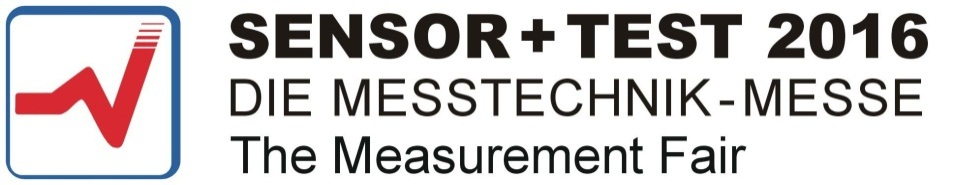 SENSOR+TEST 2016
DIE MESSTECHNIK-MESSE
The Measurement Fair